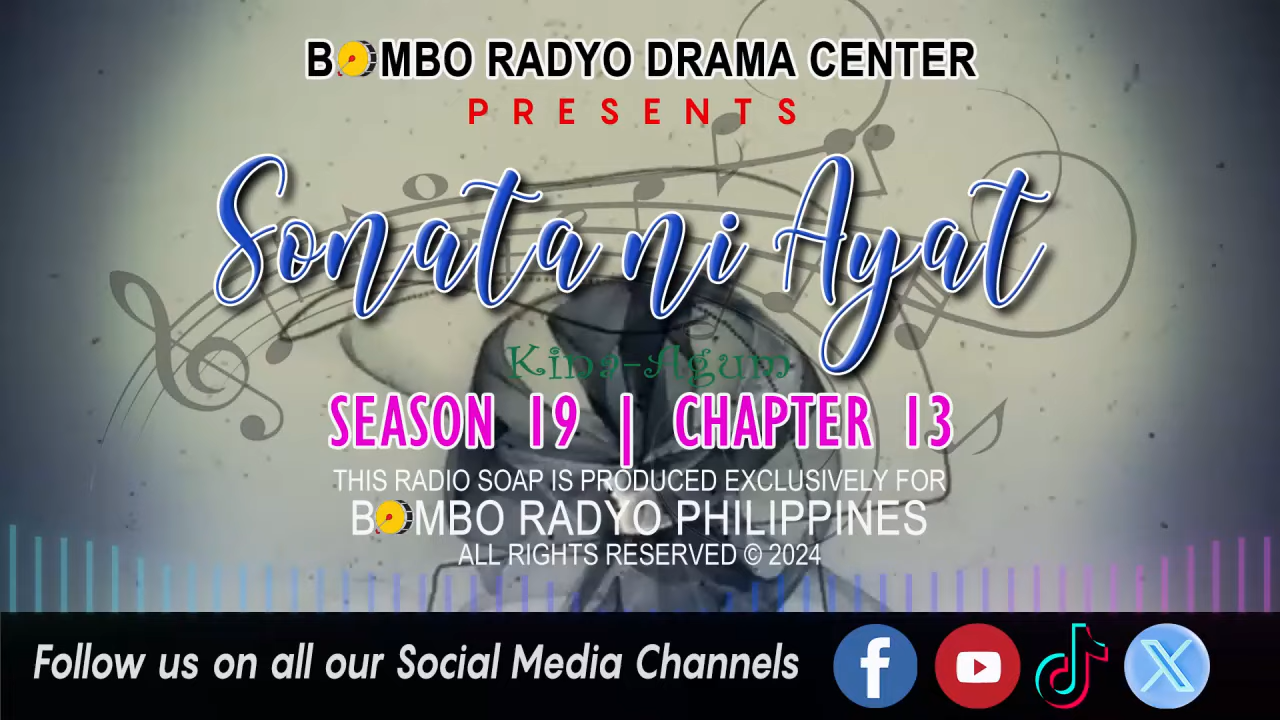 BOMBO RADYO DRAMA CENTER
PRESENTS
Sonata ni Ayat
Kina-Agum
SEASON 19 | CHAPTER 13
THIS RADIO SOAP IS PRODUCED EXCLUSIVELY FOR
BOMBO RADYO PHILIPPINES
ALL RIGHTS RESERVED © 2024
Follow us on all our Social Media Channels